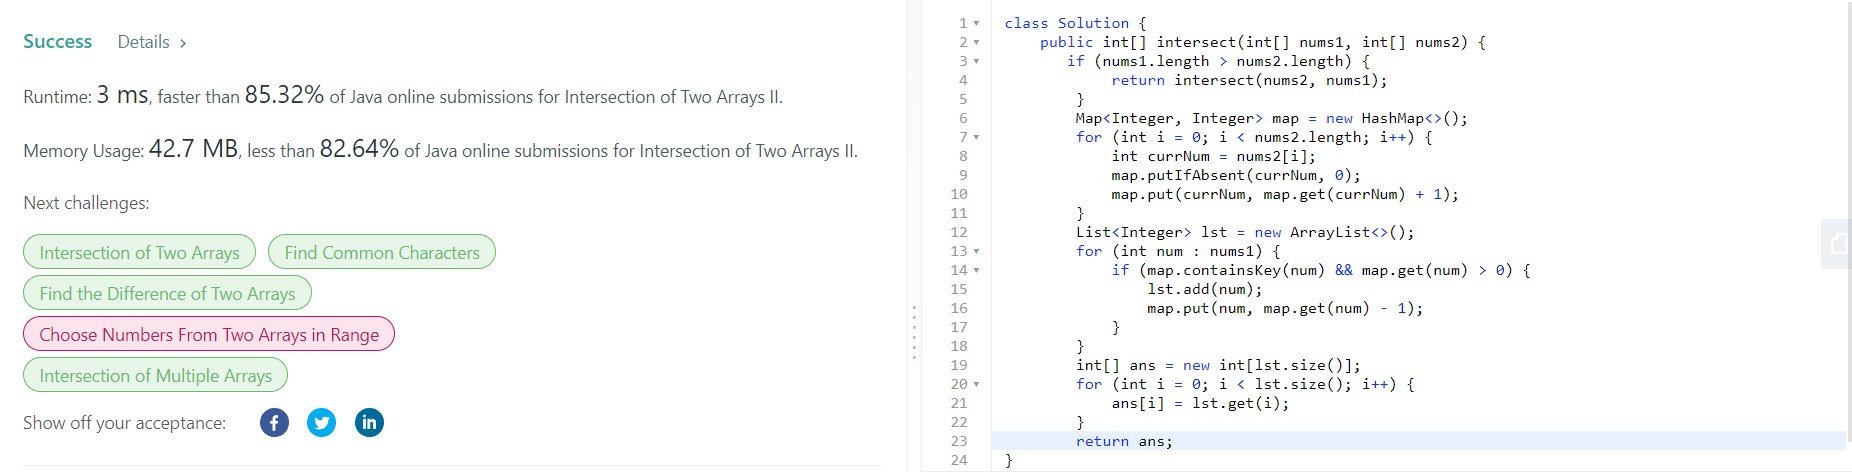 Success Details >
Runtime: 3 ms, faster than 85.32% of Java online submissions for Intersection of Two Arrays II.
Memory Usage: 42.7 MB, less than 82.64% of Java online submissions for Intersection of Two Arrays II.
Next challenges:
Intersection of Two Arrays
Find Common Characters
Find the Difference of Two Arrays
Choose Numbers From Two Arrays in Range
Intersection of Multiple Arrays
Show off your acceptance:
1 class Solution {
2     public int[] intersect(int[] nums1, int[] nums2) {
3        if (nums1.length > nums2.length) {
4             return intersect(nums2, nums1);
5         }
6         Map<Integer, Integer> map = new HashMap<>();
7         for (int i = 0; i < nums2.length; i++) {
8             int currNum = nums2[i];
9             map.putIfAbsent(currNum, 0);
10             map.put(currNum, map.get(currNum) + 1);
11         }
12         List<Integer> lst = new ArrayList<>();
13         for (int num : nums1) {
14             if (map.containsKey(num) && map.get(num) > 0) {
15                 lst.add(num);
16                 map.put(num, map.get(num) - 1);
17             }
18         }
19         int[] ans = new int[lst.size()];
20         for (int i = 0; i < lst.size(); i++) {
21             ans[i] = lst.get(i);
22         }
23         return ans;
24 }